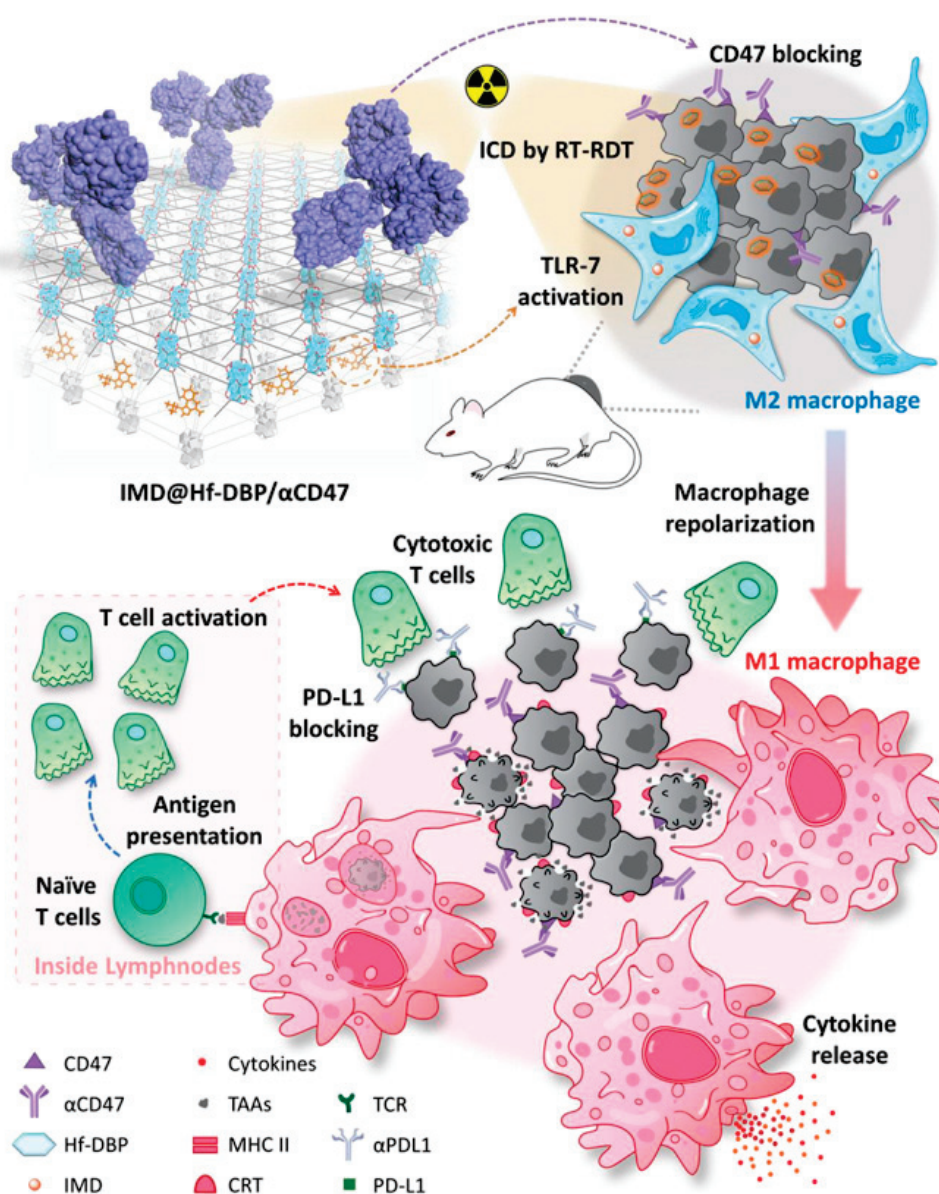 CD47 blocking
ICD by RT-RDT
TLR-7
activation
M2 macrophage
IMD@Hf-DBP/αCD47
Macrophage
repolarization
Cytotoxic
T cells
T cell activation
M1 macrophage
PD-L1
blocking
Antigen
presentation
Naïve
T cells
Inside Lymphnodes
Cytokine
release
CD47
Cytokines
αCD47
TAAs
TCR
Hf-DBP
MHC II
αPDL1
IMD
CRT
PD-L1